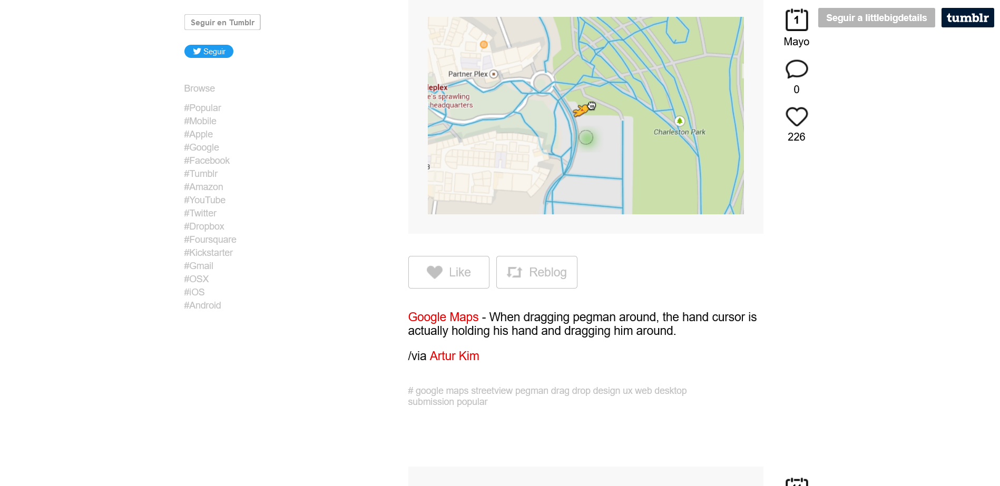 Seguir en Tumblr
Seguir
Browse
#Popular
#Mobile
#Apple
#Google
#Facebook
#Tumblr
#Amazon
#YouTube
#Twitter
#Dropbox
#Foursquare
#Kickstarter
#Gmail
#OSX
#iOS
#Android
Partner Plex
leplex
e's sprawling
headquarters
Charleston Park
Like
Reblog
Google Maps - When dragging pegman around, the hand cursor is
actually holding his hand and dragging him around.
/via Artur Kim
# google maps streetview pegman drag drop design ux web desktop
submission popular
1
Mayo
0
226
Seguir a littlebigdetails
tumblr